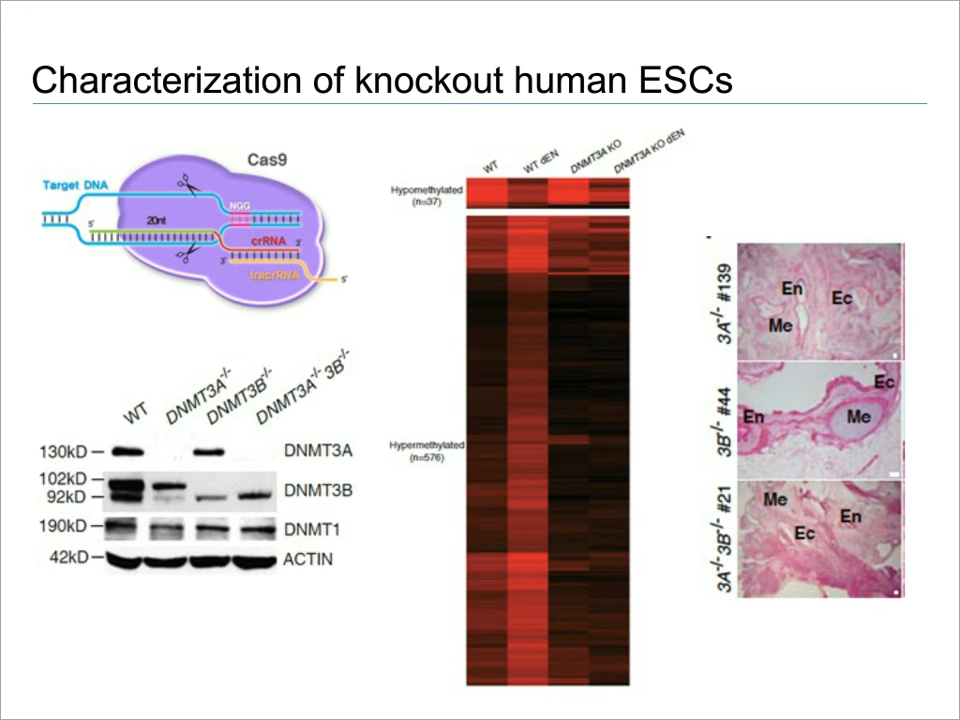 Characterization of knockout human ESCs
Cas9
Target DNA
NGG
20nt
5'
crRNA
3'
3'
tracrRNA
5'
WT
DNMT3A-/-
DNMT3B-/-
DNMT3A-/- 3B-/-
130kD
DNMT3A
102kD
92kD
DNMT3B
190kD
DNMT1
42kD
ACTIN
WT
WT dEN
DNMT3A KO
DNMT3A KO dEN
Hypomethylated
(n=37)
Hypermethylated
(n=576)
3A-/- #139
En
Ec
Me
3B-/- #44
Ec
En
Me
3A-/-3B-/- #21
Me
En
Ec